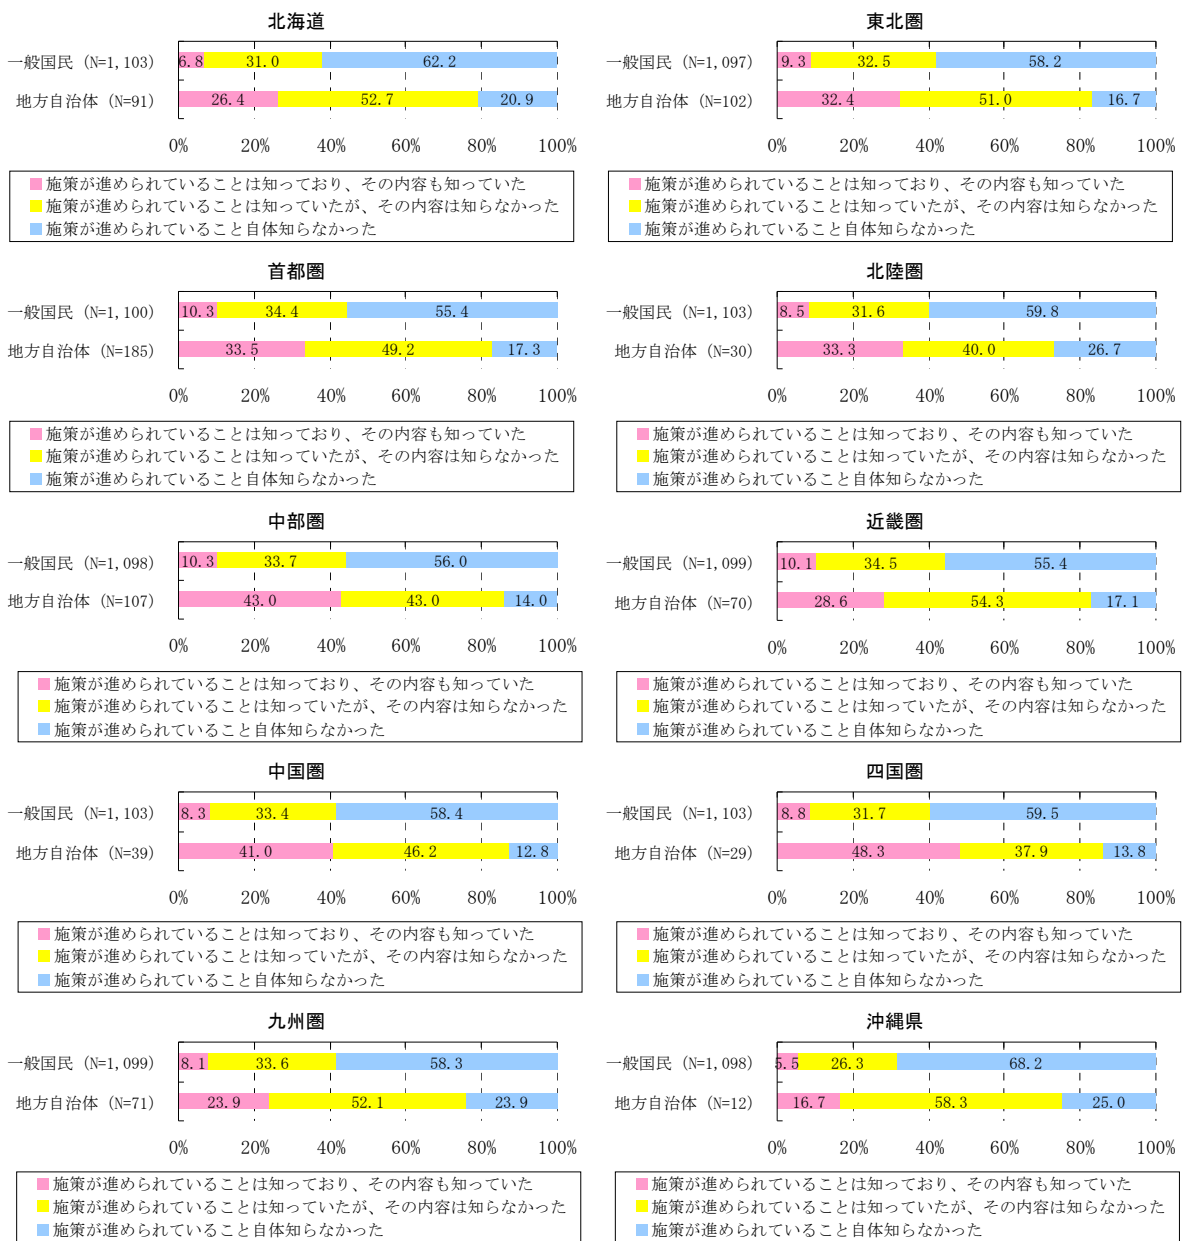 北海道
一般国民 (N=1,103)
6.8 31.0 62.2
地方自治体 (N=91)
26.4 52.7 20.9
0% 20% 40% 60% 80% 100%
施策が進められていることは知っており、その内容も知っていた
施策が進められていることは知っていたが、その内容は知らなかった
施策が進められていること自体知らなかった
東北圏
一般国民 (N=1,097)
9.3 32.5 58.2
地方自治体 (N=102)
32.4 51.0 16.7
0% 20% 40% 60% 80% 100%
施策が進められていることは知っており、その内容も知っていた
施策が進められていることは知っていたが、その内容は知らなかった
施策が進められていること自体知らなかった
首都圏
一般国民 (N=1,100)
10.3 34.4 55.4
地方自治体 (N=185)
33.5 49.2 17.3
0% 20% 40% 60% 80% 100%
施策が進められていることは知っており、その内容も知っていた
施策が進められていることは知っていたが、その内容は知らなかった
施策が進められていること自体知らなかった
北陸圏
一般国民 (N=1,103)
8.5 31.6 59.8
地方自治体 (N=30)
33.3 40.0 26.7
0% 20% 40% 60% 80% 100%
施策が進められていることは知っており、その内容も知っていた
施策が進められていることは知っていたが、その内容は知らなかった
施策が進められていること自体知らなかった
中部圏
一般国民 (N=1,098)
10.3 33.7 56.0
地方自治体 (N=107)
43.0 43.0 14.0
0% 20% 40% 60% 80% 100%
施策が進められていることは知っており、その内容も知っていた
施策が進められていることは知っていたが、その内容は知らなかった
施策が進められていること自体知らなかった
近畿圏
一般国民 (N=1,099)
10.1 34.5 55.4
地方自治体 (N=70)
28.6 54.3 17.1
0% 20% 40% 60% 80% 100%
施策が進められていることは知っており、その内容も知っていた
施策が進められていることは知っていたが、その内容は知らなかった
施策が進められていること自体知らなかった
中国圏
一般国民 (N=1,103)
8.3 33.4 58.4
地方自治体 (N=39)
41.0 46.2 12.8
0% 20% 40% 60% 80% 100%
施策が進められていることは知っており、その内容も知っていた
施策が進められていることは知っていたが、その内容は知らなかった
施策が進められていること自体知らなかった
四国圏
一般国民 (N=1,103)
8.8 31.7 59.5
地方自治体 (N=29)
48.3 37.9 13.8
0% 20% 40% 60% 80% 100%
施策が進められていることは知っており、その内容も知っていた
施策が進められていることは知っていたが、その内容は知らなかった
施策が進められていること自体知らなかった
九州圏
一般国民 (N=1,099)
8.1 33.6 58.3
地方自治体 (N=71)
23.9 52.1 23.9
0% 20% 40% 60% 80% 100%
施策が進められていることは知っており、その内容も知っていた
施策が進められていることは知っていたが、その内容は知らなかった
施策が進められていること自体知らなかった
沖縄県
一般国民 (N=1,098)
5.5 26.3 68.2
地方自治体 (N=12)
16.7 58.3 25.0
0% 20% 40% 60% 80% 100%
施策が進められていることは知っており、その内容も知っていた
施策が進められていることは知っていたが、その内容は知らなかった
施策が進められていること自体知らなかった